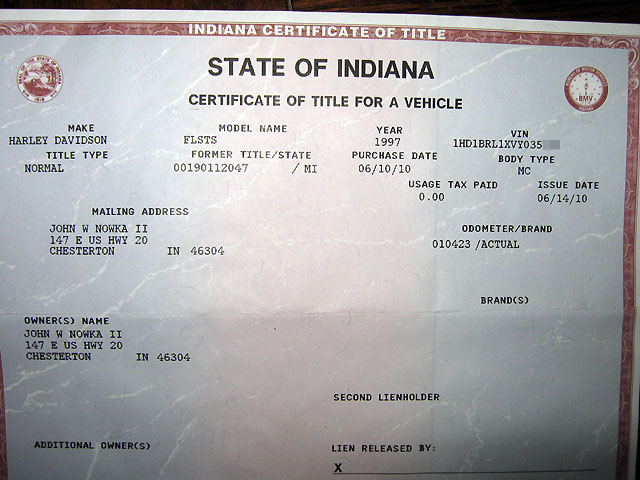 INDIANA CERTIFICATE OF TITLE
STATE OF INDIANA
CERTIFICATE OF TITLE FOR A VEHICLE
BMV
1816
MAKE MODEL NAME YEAR VIN
HARLEY DAVIDSON FLSTS 1997 1HD1BRL1XVY035
TITLE TYPE FORMER TITLE/STATE PURCHASE DATE BODY TYPE
NORMAL 00190112047 / MI 06/10/10 MC
USAGE TAX PAID ISSUE DATE
0.00 06/14/10
MAILING ADDRESS
JOHN W NOWKA II
147 E US HWY 20
CHESTERTON IN 46304
ODOMETER/BRAND
010423 /ACTUAL
BRAND(S)
OWNER(S) NAME
JOHN W NOWKA II
147 E US HWY 20
CHESTERTON IN 46304
SECOND LIENHOLDER
ADDITIONAL OWNER(S)
LIEN RELEASED BY:
X